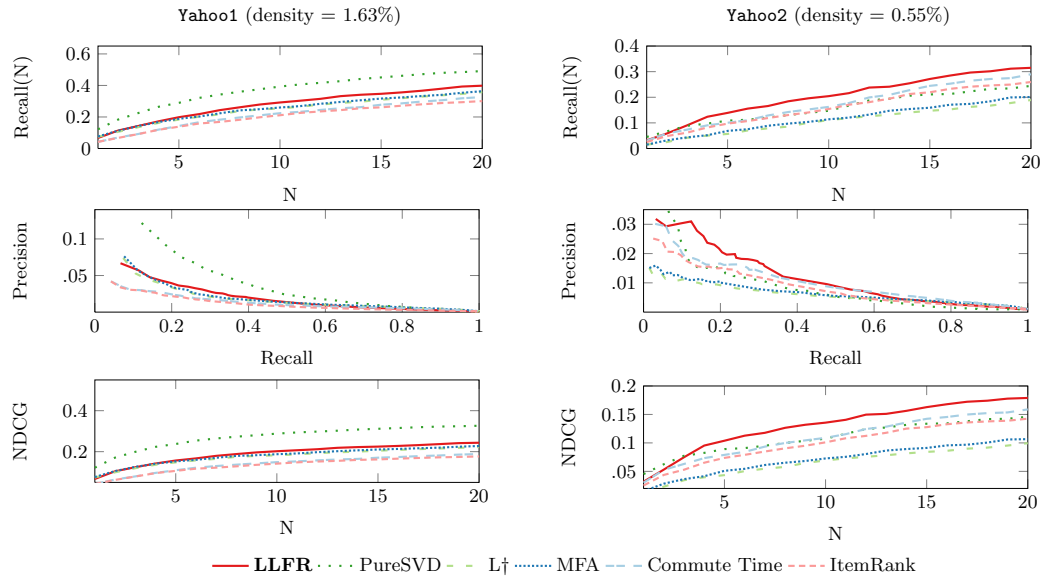 Yahoo1 (density = 1.63%)
Recall(N)
0.6
0.4
0.2
0
5 10 15 20
N
Precision
0.1
.05
0 0.2 0.4 0.6 0.8 1
Recall
NDCG
0.4
0.2
5 10 15 20
N
Yahoo2 (density = 0.55%)
Recall(N)
0.4
0.3
0.2
0.1
0
5 10 15 20
N
Precision
.03
.02
.01
0 0.2 0.4 0.6 0.8 1
Recall
NDCG
0.2
0.15
0.1
.05
5 10 15 20
N
LLFR PureSVD L† MFA Commute Time ItemRank